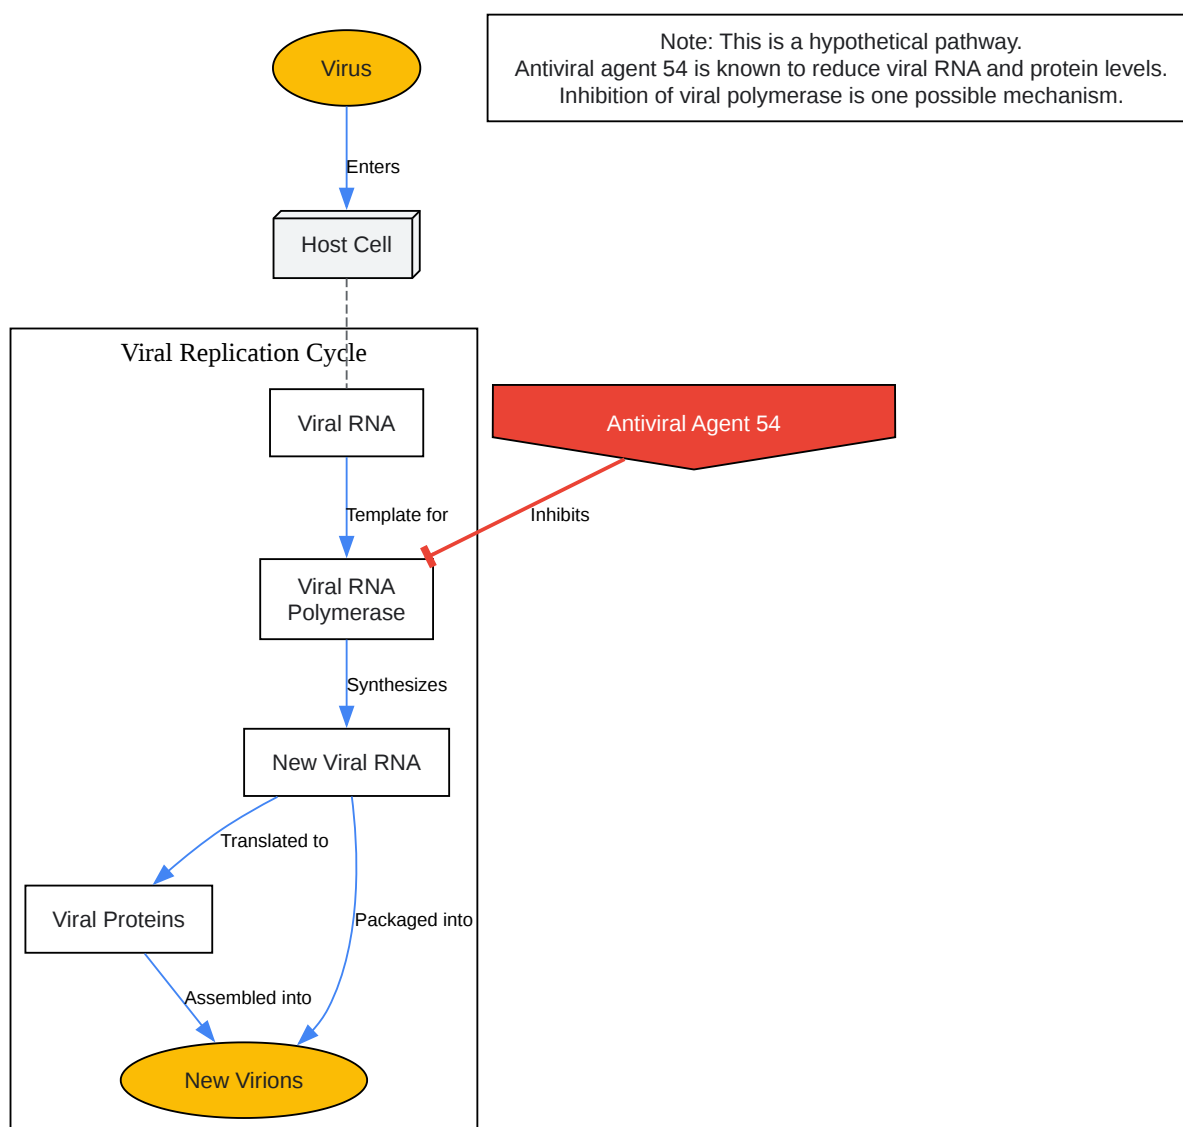 Virus
Note: This is a hypothetical pathway.
Antiviral agent 54 is known to reduce viral RNA and protein levels.
Inhibition of viral polymerase is one possible mechanism.
Enters
Host Cell
Viral Replication Cycle
Viral RNA
Antiviral Agent 54
Template for
Inhibits
Viral RNA
Polymerase
Synthesizes
New Viral RNA
Translated to
Viral Proteins
Packaged into
Assembled into
New Virions